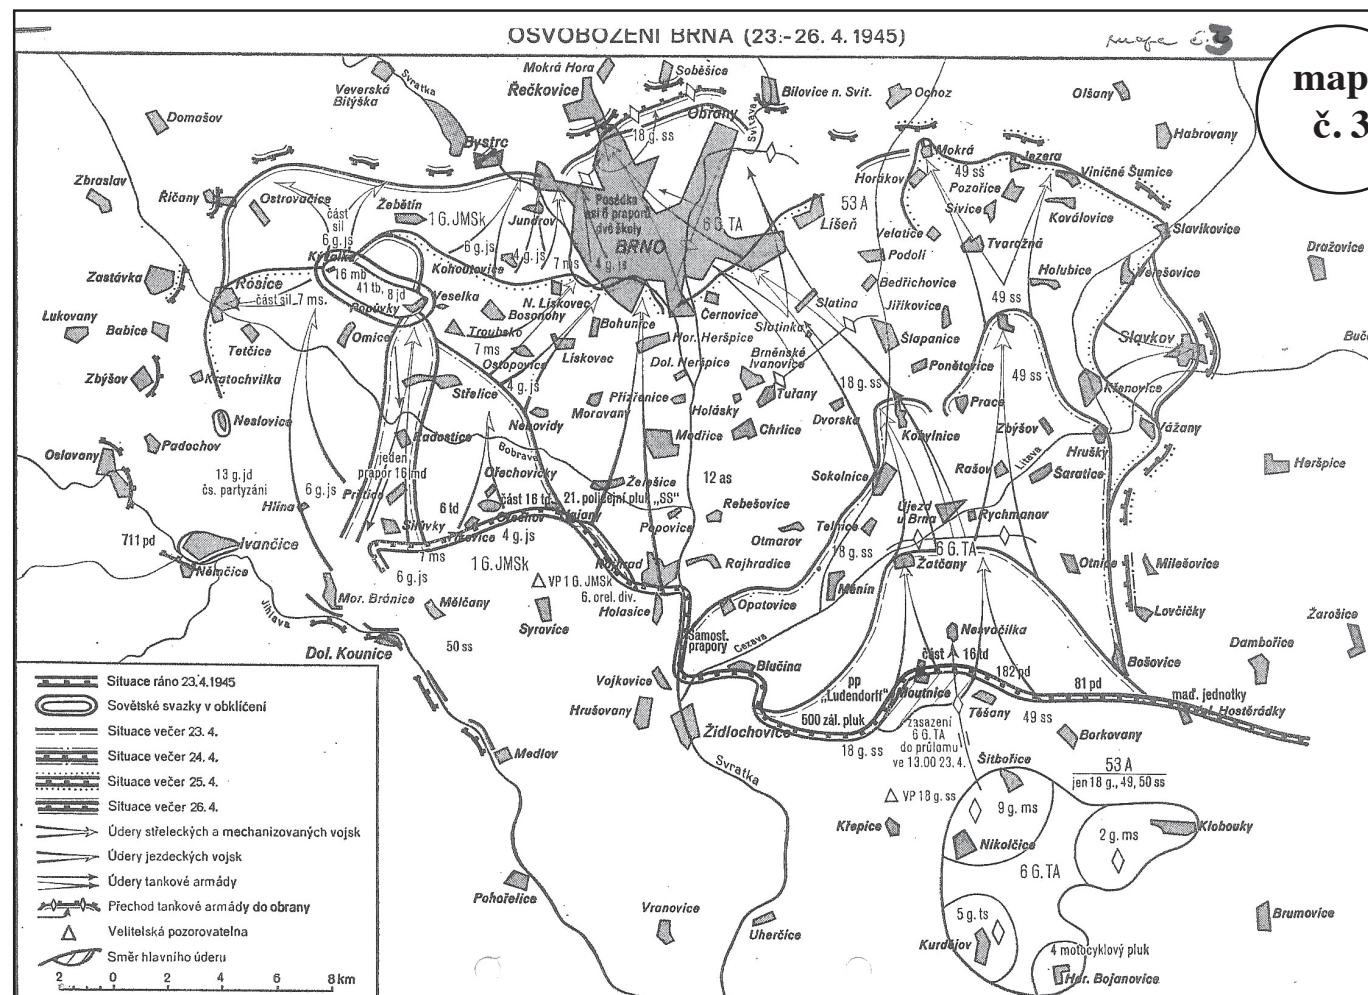 OSVOBOZENÍ BRNA (23.-26. 4. 1945)
mapa č. 3
map
č. 3
Mokrá Hora
Soběšice
Řečkovice
Veverská
Bítýška
Svratka
Bílovice n. Svit.
Ochoz
Olšany
Domašov
Obrany
Svitava
18 g. ss
Habrovany
Bystrc
Mokrá
49 ss
Jezera
Viničné Šumice
Zbraslav
Říčany
Ostrovačice
Žebětín
část
sil
6 g. js
1 G. JMSk
Jundrov
Posádka
asi 8 praporů
dvě školy
BRNO
6 G. TA
53 A
Líšeň
Horákov
Pozořice
Sivice
Koválovice
Velatice
Tvarožná
Slavíkovice
Dražovice
6 g. js
4 g. js
7 ms
4 g. js
Kývalka
16 mb
41 tb,
8 jd
Popůvky
Kohoutovice
Podolí
Holubice
Velešovice
Zastávka
Rosice
část sil 7 ms.
Veselka
N. Lískovec
Bosonohy
Bedřichovice
Jiříkovice
49 ss
Slatina
Černovice
Lukovany
Babice
Tetčice
Omice
Troubsko
7 ms
Ostopovice
Bohunice
Lískovec
Hor. Heršpice
Dol. Heršpice
Slatinka
Brněnské
Ivanovice
Šlapanice
Ponětovice
49 ss
Slavkov
Zbýšov
Kratochvilka
Střelice
4 g. js
Moravany
Přízřenice
Holásky
Tuřany
18 g. ss
Dvorska
Prace
Křenovice
Neslovice
Nebovidy
Modřice
Chrlice
Kobylnice
Zbýšov
Hrušky
Vážany
Padochov
Oslavany
Radostice
jeden
prapor 16 md
Bobrava
Ořechovičky
Litava
Heršpice
13 g. jd
čs. partyzáni
6 g. js
Prštice
Hlína
6 td
část 16 td
Želešice
21. policejní pluk „SS“
12 as
Sokolnice
Rašov
Šaratice
Rebešovice
Popovice
Újezd
u Brna
Rychmanov
711 pd
Ivančice
Silůvky
Ořechov
4 g. js
Otmarov
Telnice
6 G. TA
Němčice
7 ms
6 g. js
1 G. JMSk
Rajhrad
Rajhradice
18 g. ss
Žatčany
Otnice
Milešovice
VP 1 G. JMSk
6. orel. div.
Mor. Bránice
Mělčany
Syrovice
Holasice
Opatovice
Měnín
Lovčičky
Žarošice
Jihlava
50 ss
Dol. Kounice
Samost.
prapory
Cezava
Nesvačilka
Dambořice
Blučina
část 16 td
182 pd
Bošovice
81 pd
maď. jednotky
Vojkovice
Hrušovany
pp
„Ludendorff“
Moutnice
500 zál. pluk
Těšany
49 ss
Židlochovice
18 g. ss
zasazení
6 G. TA
do průlomu
ve 13.00 23. 4.
Borkovany
Medlov
Svratka
Šitbořice
53 A
jen 18 g., 49, 50 ss
VP 18 g. ss
9 g. ms
Křepice
Nikolčice
2 g. ms
Klobouky
6 G. TA
Pohořelice
Vranovice
Uherčice
5 g. ts
Kurdějov
Brumovice
4 motocyklový pluk
Hor. Bojanovice
Situace ráno 23.4.1945
Sovětské svazky v obklíčení
Situace večer 23. 4.
Situace večer 24. 4.
Situace večer 25. 4.
Situace večer 26. 4.
Údery střeleckých a mechanizovaných vojsk
Údery jezdeckých vojsk
Údery tankové armády
Přechod tankové armády do obrany
Velitelská pozorovatelna
Směr hlavního úderu
2 0 2 4 6 8 km